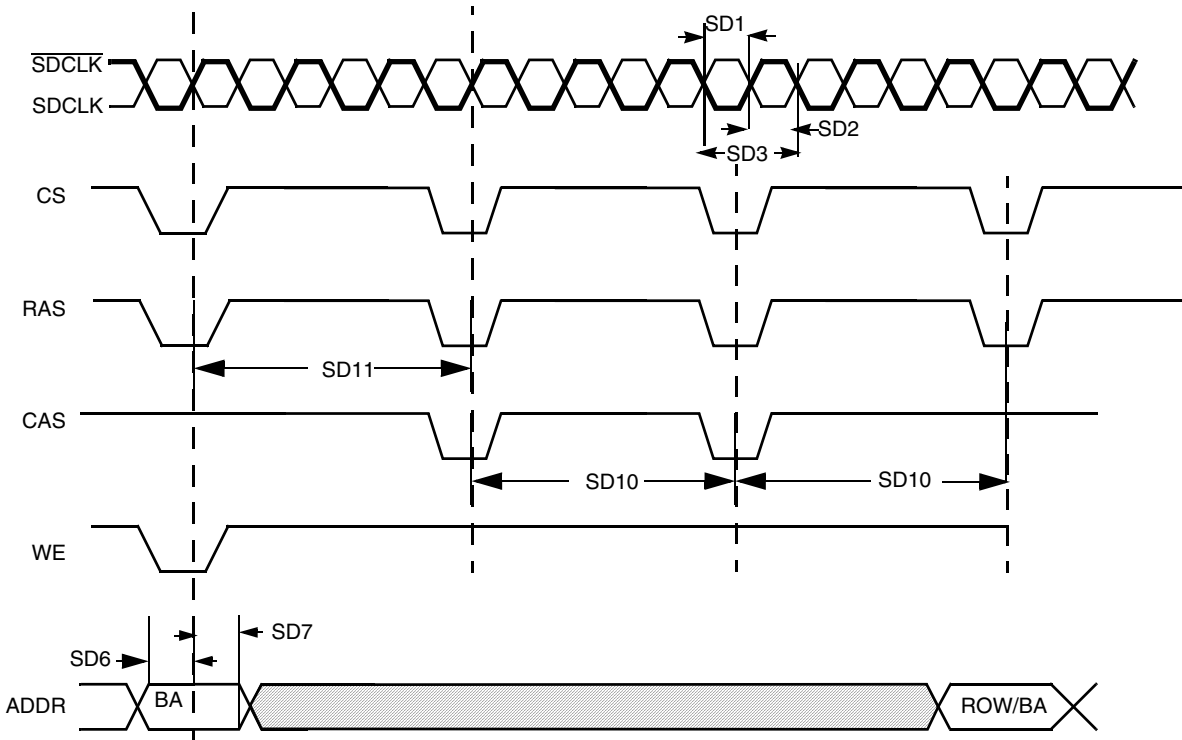 SD1
SDCLK
SDCLK
SD2
SD3
CS
RAS
SD11
CAS
SD10
SD10
WE
SD7
SD6
BA
ADDR
ROW/BA